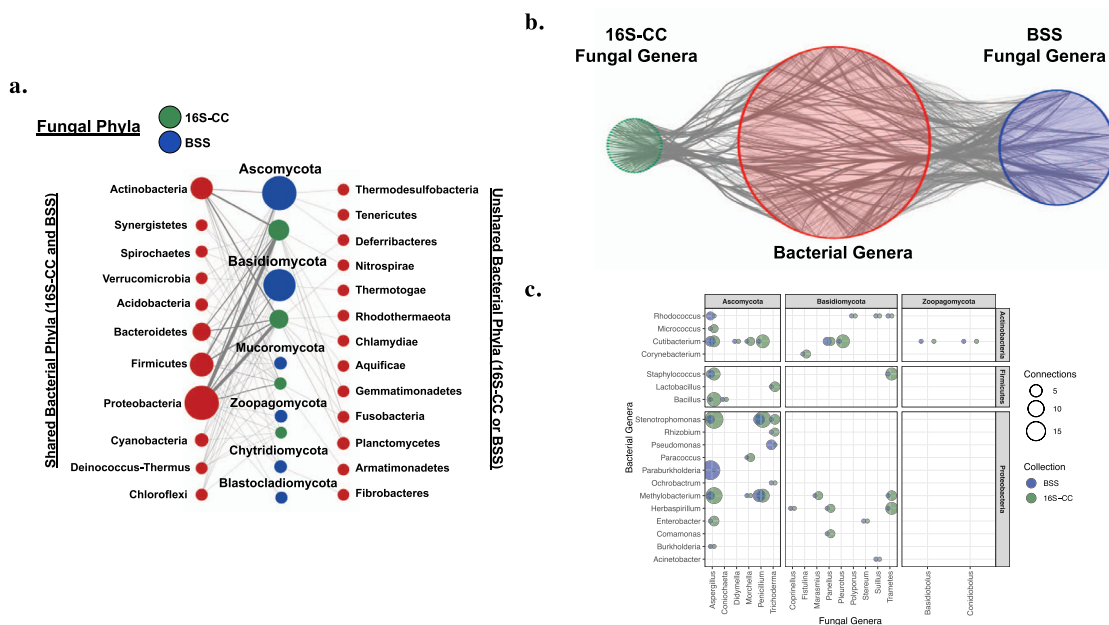 a.
Fungal Phyla
16S-CC
BSS
Shared Bacterial Phyla (16S-CC and BSS)
Actinobacteria
Synergistetes
Spirochaetes
Verrucomicrobia
Acidobacteria
Bacteroidetes
Firmicutes
Proteobacteria
Cyanobacteria
Deinococcus-Thermus
Chloroflexi
Ascomycota
Basidiomycota
Mucoromycota
Zoopagomycota
Chytridiomycota
Blastocladiomycota
Thermodesulfobacteria
Tenericutes
Deferribacteres
Nitrospirae
Thermotogae
Rhodothermaeota
Chlamydiae
Aquificae
Gemmatimonadetes
Fusobacteria
Planctomycetes
Armatimonadetes
Fibrobacteres
Unshared Bacterial Phyla (16S-CC or BSS)
b.
16S-CC
Fungal Genera
BSS
Fungal Genera
Bacterial Genera
c.
Ascomycota
Basidiomycota
Zoopagomycota
Bacterial Genera
Rhodococcus
Micrococcus
Cutibacterium
Corynebacterium
Actinobacteria
Staphylococcus
Lactobacillus
Bacillus
Firmicutes
Stenotrophomonas
Rhizobium
Pseudomonas
Paracoccus
Paraburkholderia
Ochrobactrum
Methylobacterium
Herbaspirillum
Enterobacter
Comamonas
Burkholderia
Acinetobacter
Proteobacteria
Aspergillus
Coniochaeta
Didymella
Morchella
Penicillium
Trichoderma
Coprinellus
Fistulina
Marasmius
Panellus
Pleurotus
Polyporus
Stereum
Suillus
Trametes
Basidiobolus
Conidiobolus
Fungal Genera
Connections
5
10
15
Collection
BSS
16S-CC